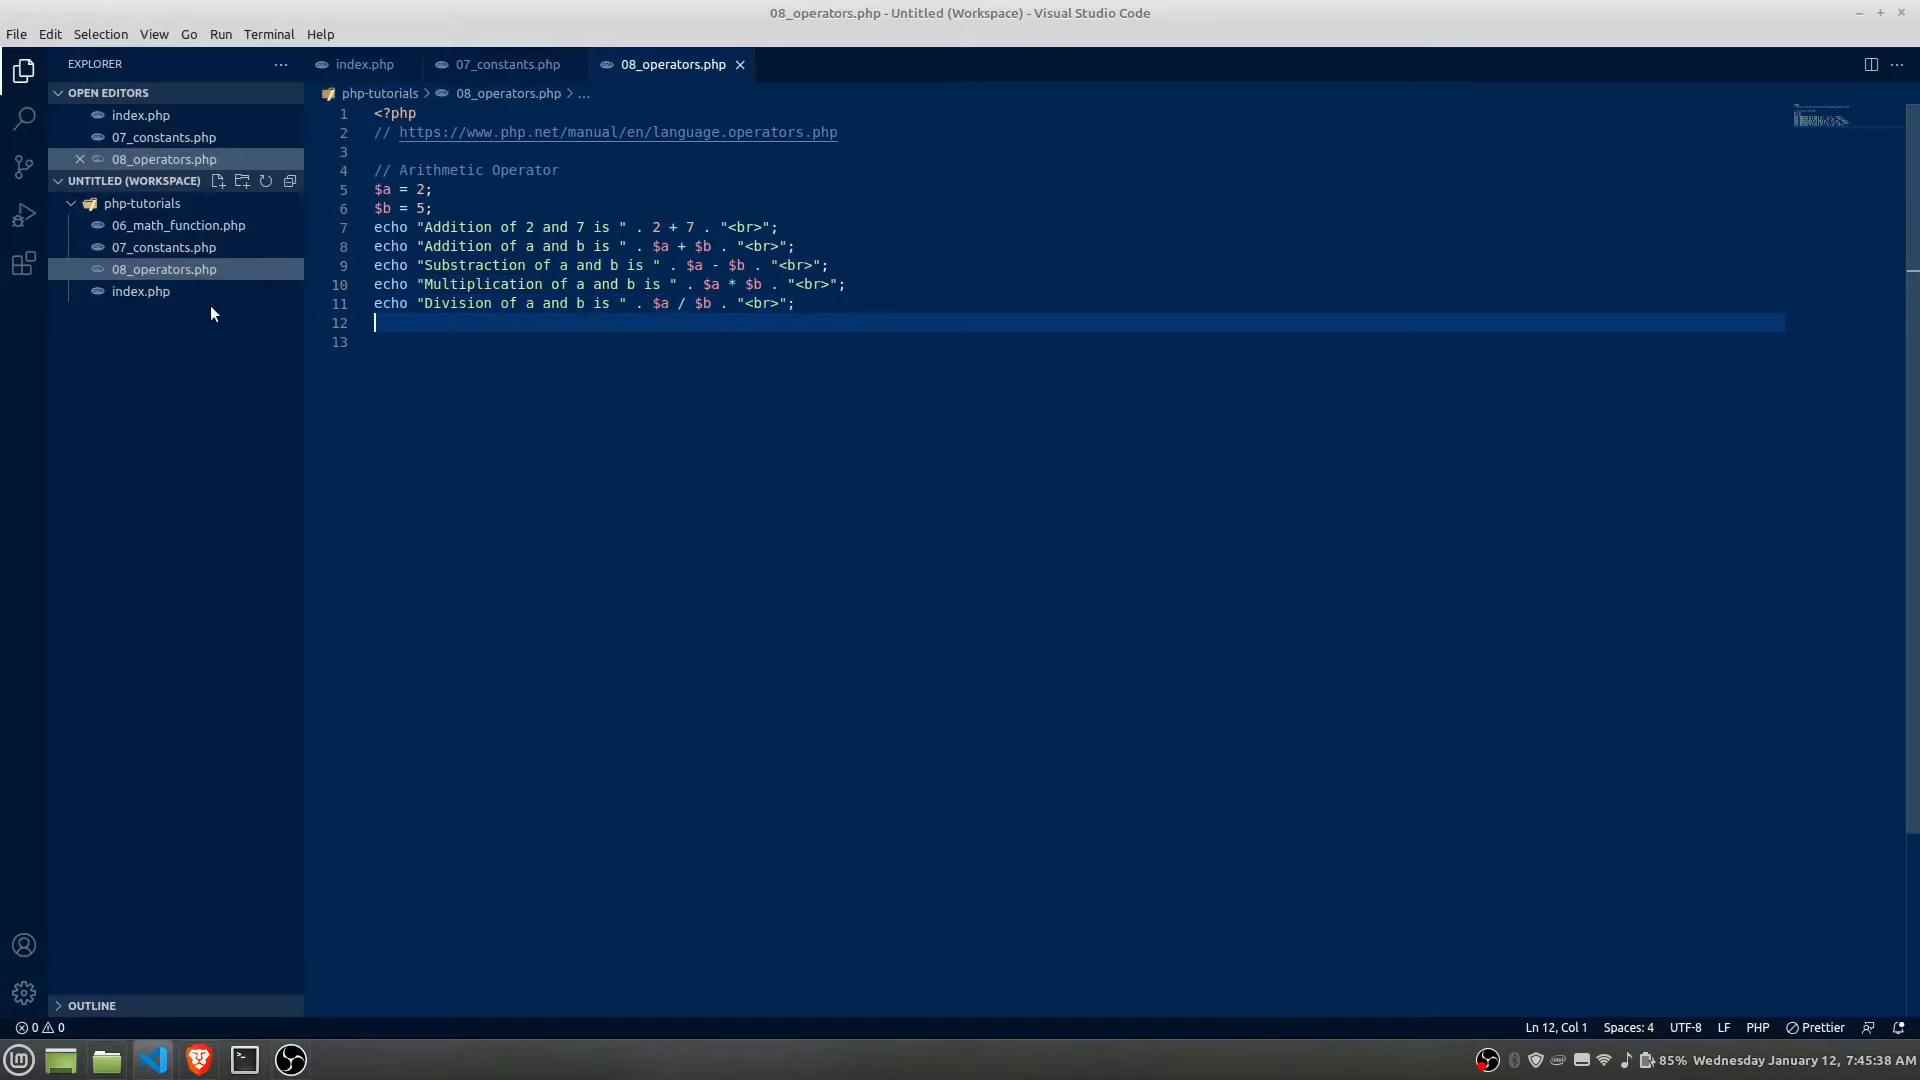 08_operators.php - Untitled (Workspace) - Visual Studio Code
File Edit Selection View Go Run Terminal Help
EXPLORER
OPEN EDITORS
index.php
07_constants.php
08_operators.php
UNTITLED (WORKSPACE)
php-tutorials
06_math_function.php
07_constants.php
08_operators.php
index.php
OUTLINE
index.php 07_constants.php 08_operators.php
php-tutorials > 08_operators.php > ...
1 <?php
2 // https://www.php.net/manual/en/language.operators.php
3
4 // Arithmetic Operator
5 $a = 2;
6 $b = 5;
7 echo "Addition of 2 and 7 is " . 2 + 7 . "<br>";
8 echo "Addition of a and b is " . $a + $b . "<br>";
9 echo "Substraction of a and b is " . $a - $b . "<br>";
10 echo "Multiplication of a and b is " . $a * $b . "<br>";
11 echo "Division of a and b is " . $a / $b . "<br>";
12
13
0 0 Ln 12, Col 1 Spaces: 4 UTF-8 LF PHP Prettier
85% Wednesday January 12, 7:45:38 AM